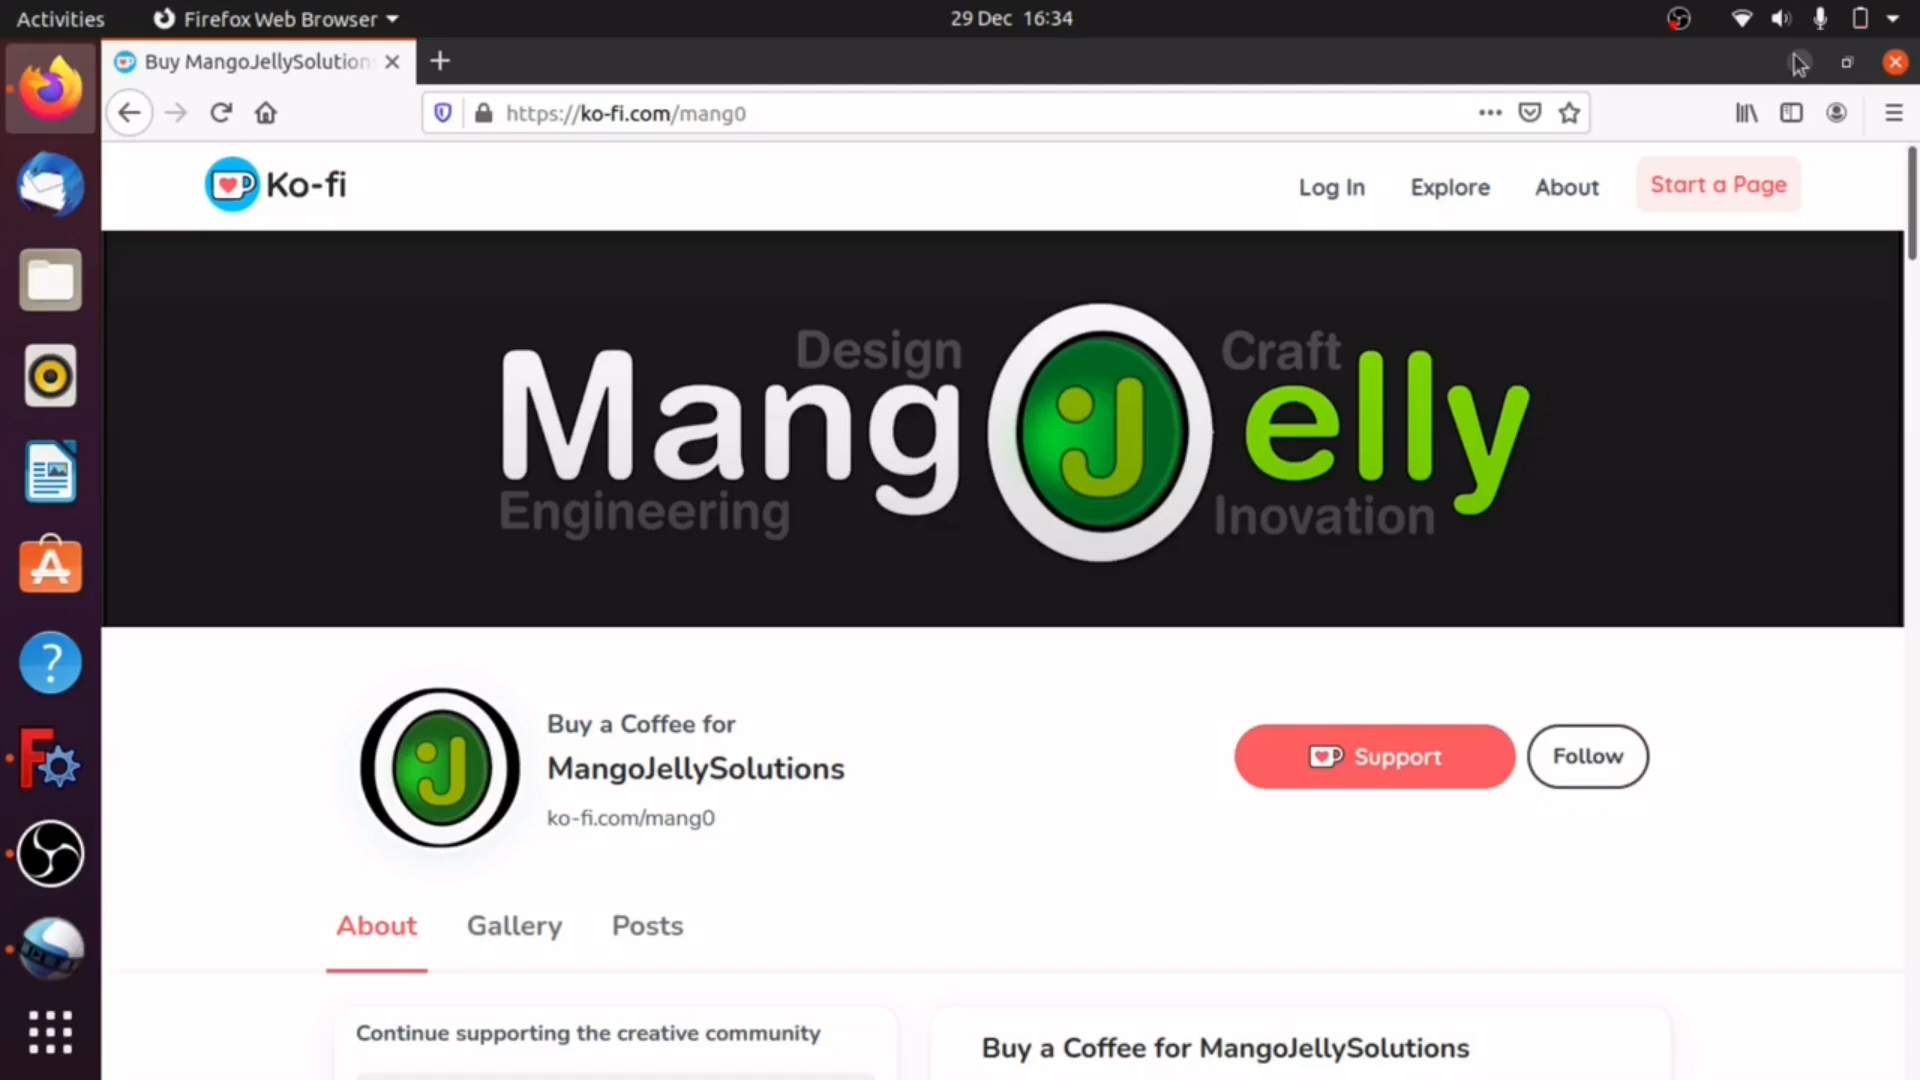 Activities Firefox Web Browser 29 Dec 16:34
Buy MangoJellySolution
https://ko-fi.com/mang0
Ko-fi Log In Explore About Start a Page
Design Craft
Mang Jelly
Engineering Inovation
Buy a Coffee for
MangoJellySolutions
ko-fi.com/mang0
Support Follow
About Gallery Posts
Continue supporting the creative community
Buy a Coffee for MangoJellySolutions